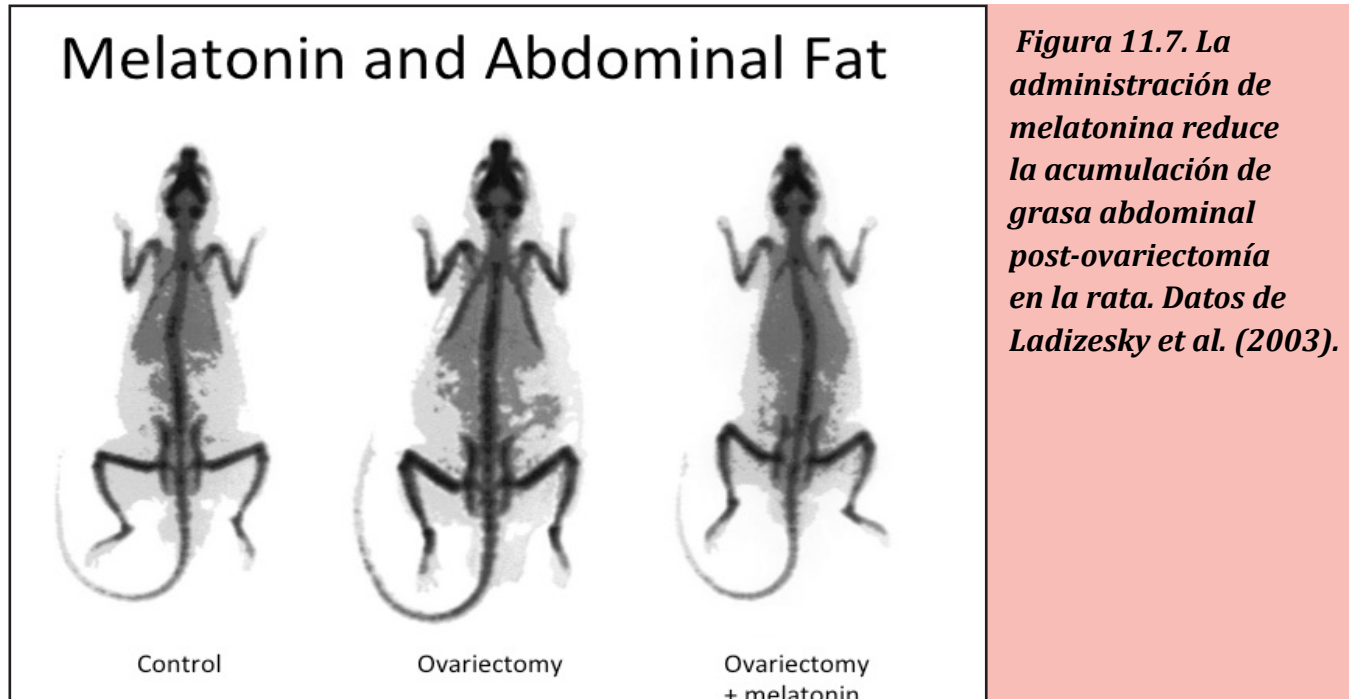 Melatonin and Abdominal Fat
Figura 11.7. La
administración de
melatonina reduce
la acumulación de
grasa abdominal
post-ovariectomía
en la rata. Datos de
Ladizesky et al. (2003).
Control
Ovariectomy
Ovariectomy
+ melatonin